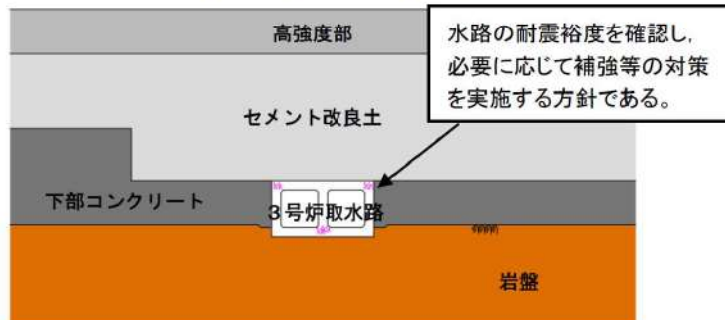 高強度部
水路の耐震裕度を確認し,
必要に応じて補強等の対策
を実施する方針である。
セメント改良土
下部コンクリート
3号炉取水路
岩盤